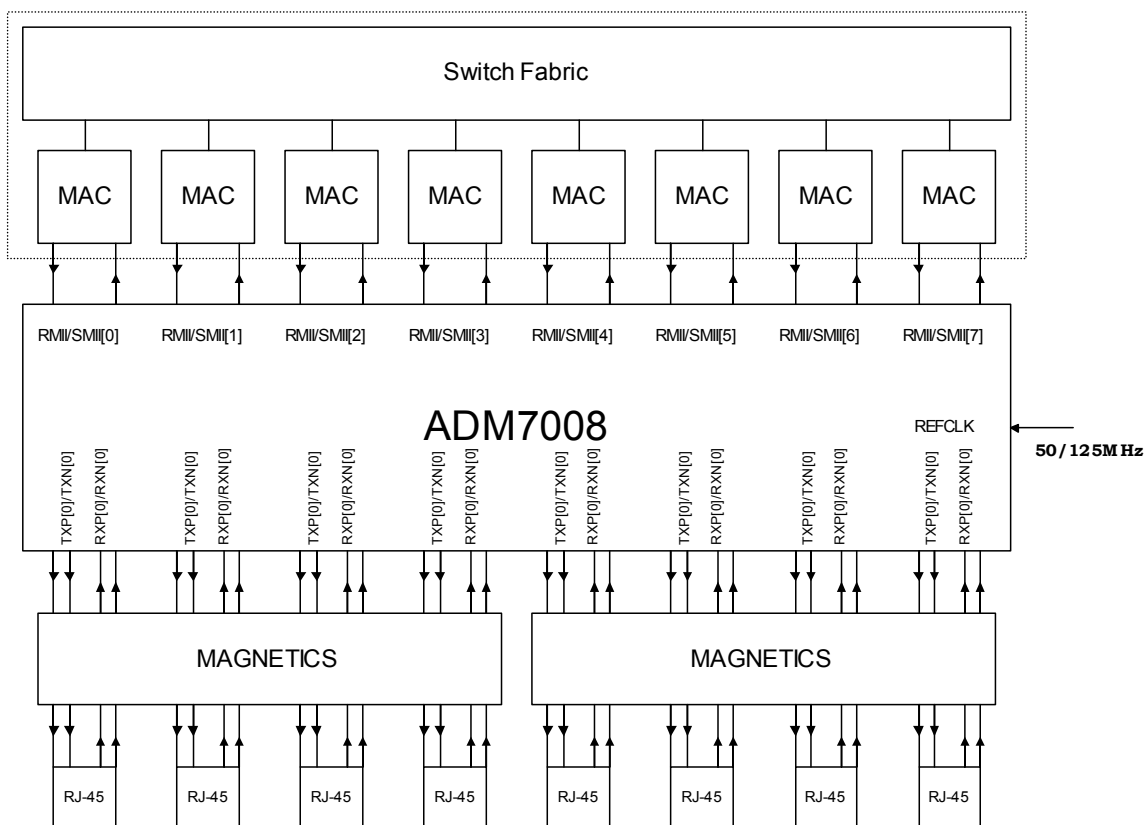 Switch Fabric
MAC MAC MAC MAC MAC MAC MAC MAC
RMII/SMII[0] RMII/SMII[1] RMII/SMII[2] RMII/SMII[3] RMII/SMII[4] RMII/SMII[5] RMII/SMII[6] RMII/SMII[7]
ADM7008
REFCLK
50/125MHz
TXP[0]/TXN[0] RXP[0]/RXN[0] TXP[0]/TXN[0] RXP[0]/RXN[0] TXP[0]/TXN[0] RXP[0]/RXN[0] TXP[0]/TXN[0] RXP[0]/RXN[0] TXP[0]/TXN[0] RXP[0]/RXN[0] TXP[0]/TXN[0] RXP[0]/RXN[0] TXP[0]/TXN[0] RXP[0]/RXN[0] TXP[0]/TXN[0] RXP[0]/RXN[0]
MAGNETICS MAGNETICS
RJ-45 RJ-45 RJ-45 RJ-45 RJ-45 RJ-45 RJ-45 RJ-45